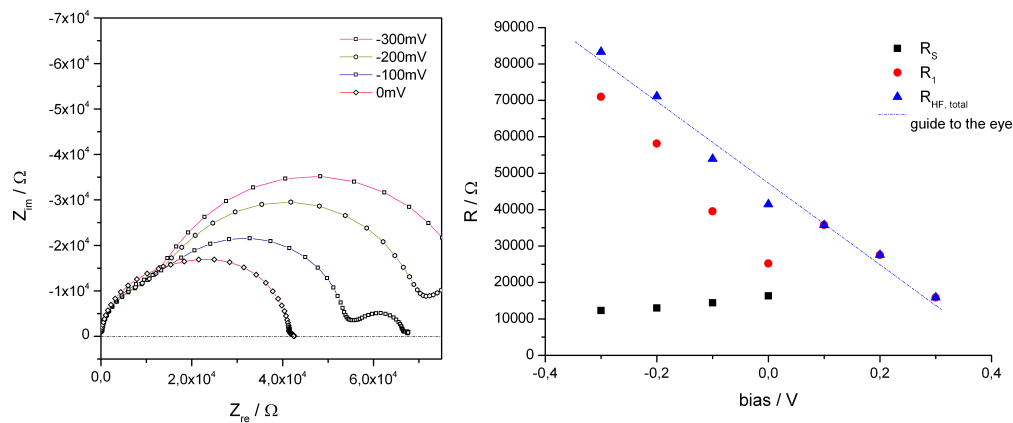 -7x10⁴
-6x10⁴
-5x10⁴
-4x10⁴
-3x10⁴
-2x10⁴
-1x10⁴
0
Z_im / Ω
0,0
2,0x10⁴
4,0x10⁴
6,0x10⁴
Z_re / Ω
-300mV
-200mV
-100mV
0mV
90000
80000
70000
60000
50000
40000
30000
20000
10000
0
R / Ω
-0,4
-0,2
0,0
0,2
0,4
bias / V
R_S
R_1
R_HF, total
guide to the eye